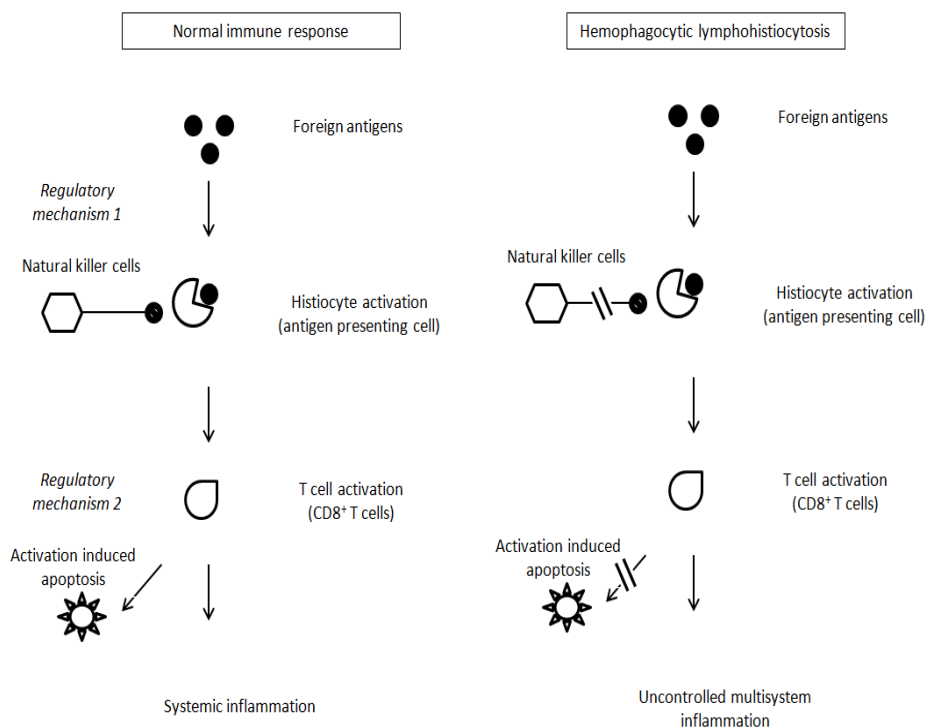 Normal immune response
Foreign antigens
Regulatory
mechanism 1
Natural killer cells
Histiocyte activation
(antigen presenting cell)
Regulatory
mechanism 2
T cell activation
(CD8⁺ T cells)
Activation induced
apoptosis
Systemic inflammation
Hemophagocytic lymphohistiocytosis
Foreign antigens
Natural killer cells
Histiocyte activation
(antigen presenting cell)
T cell activation
(CD8⁺ T cells)
Activation induced
apoptosis
Uncontrolled multisystem
inflammation